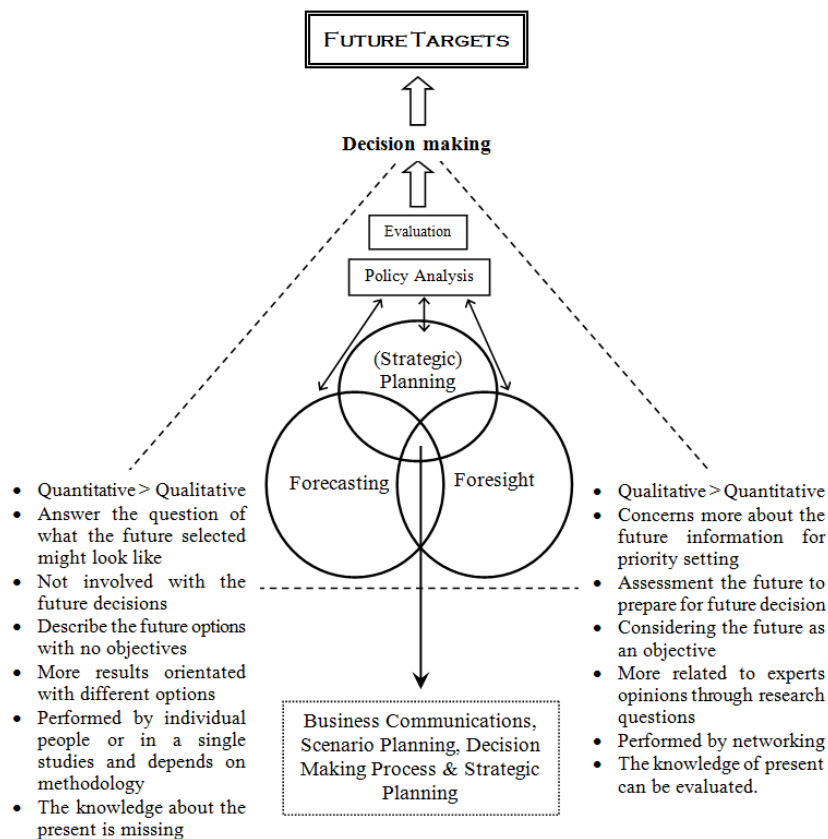 FUTURE TARGETS
Decision making
Evaluation
Policy Analysis
(Strategic)
Planning
Forecasting
Foresight
• Quantitative > Qualitative
• Answer the question of
what the future selected
might look like
• Not involved with the
future decisions
• Describe the future options
with no objectives
• More results orientated
with different options
• Performed by individual
people or in a single
studies and depends on
methodology
• The knowledge about the
present is missing
• Qualitative > Quantitative
• Concerns more about the
future information for
priority setting
• Assessment the future to
prepare for future decision
• Considering the future as
an objective
• More related to experts
opinions through research
questions
• Performed by networking
• The knowledge of present
can be evaluated.
Business Communications,
Scenario Planning, Decision
Making Process & Strategic
Planning